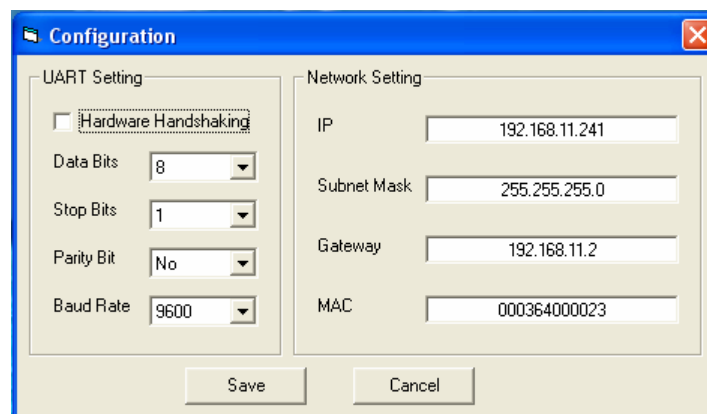 Configuration
UART Setting
Hardware Handshaking
Data Bits 8
Stop Bits 1
Parity Bit No
Baud Rate 9600
Network Setting
IP 192.168.11.241
Subnet Mask 255.255.255.0
Gateway 192.168.11.2
MAC 000364000023
Save Cancel